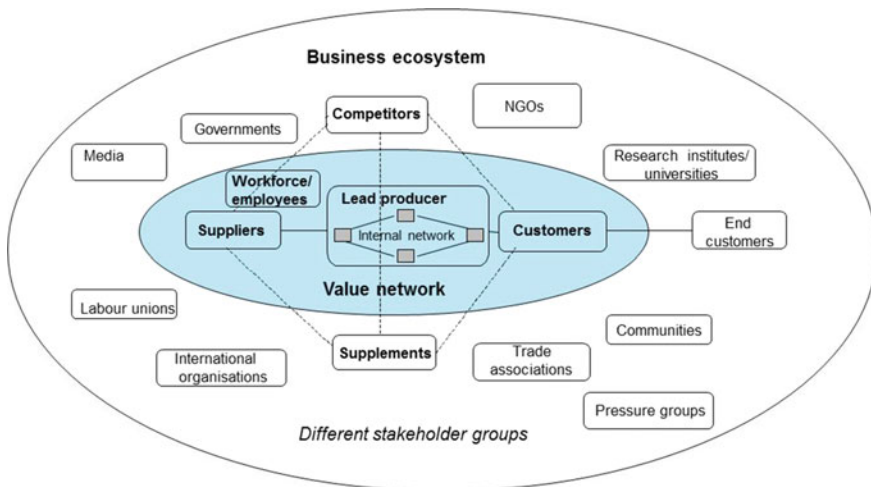 Business ecosystem
NGOs
Competitors
Governments
Media
Research institutes/
universities
Workforce/
employees
Lead producer
Suppliers
Internal network
Customers
End
customers
Value network
Labour unions
Communities
Supplements
International
organisations
Trade
associations
Pressure groups
Different stakeholder groups